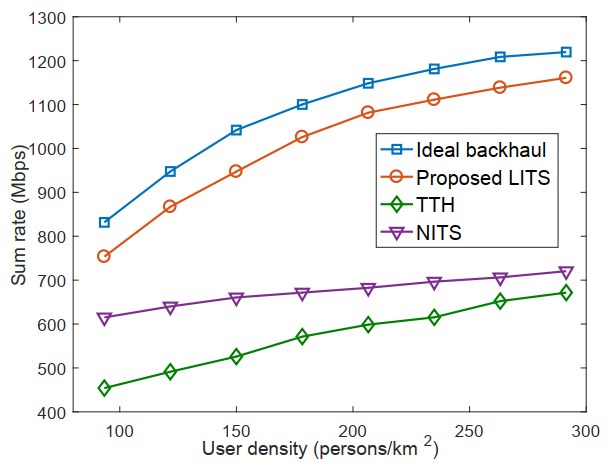 1300
1200
1100
1000
900
800
700
600
500
400
Sum rate (Mbps)
Ideal backhaul
Proposed LITS
TTH
NITS
100 150 200 250 300
User density (persons/km 2)